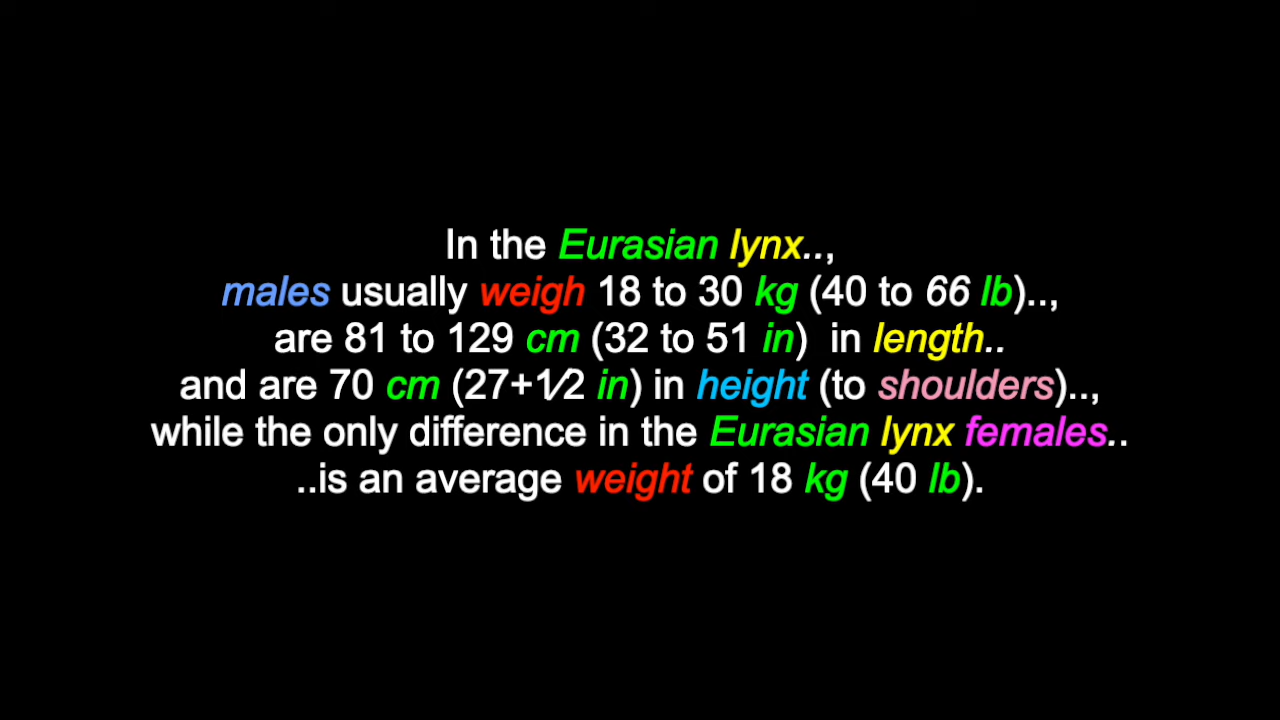 In the Eurasian lynx..,
males usually weigh 18 to 30 kg (40 to 66 lb)..,
are 81 to 129 cm (32 to 51 in)  in length..
and are 70 cm (27+1⁄2 in) in height (to shoulders)..,
while the only difference in the Eurasian lynx females..
..is an average weight of 18 kg (40 lb).